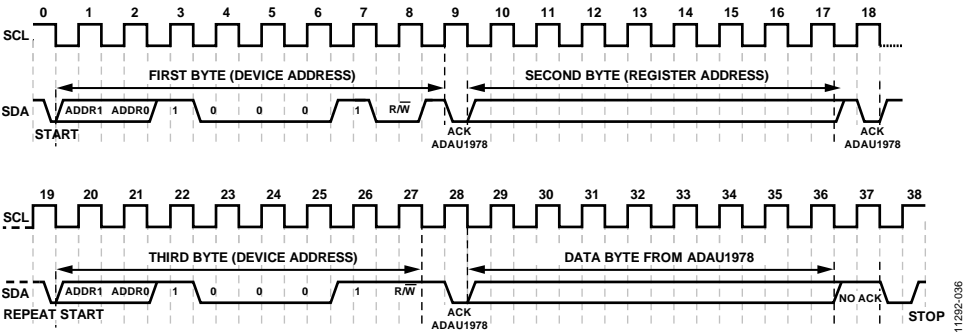 0 1 2 3 4 5 6 7 8 9 10 11 12 13 14 15 16 17 18
SCL
FIRST BYTE (DEVICE ADDRESS) SECOND BYTE (REGISTER ADDRESS)
SDA ADDR1 ADDR0 1 0 0 0 1 R/W
START ACK ADAU1978 ACK ADAU1978
19 20 21 22 23 24 25 26 27 28 29 30 31 32 33 34 35 36 37 38
SCL
THIRD BYTE (DEVICE ADDRESS) DATA BYTE FROM ADAU1978
SDA ADDR1 ADDR0 1 0 0 0 1 R/W NO ACK
REPEAT START ACK ADAU1978 STOP
11292-036